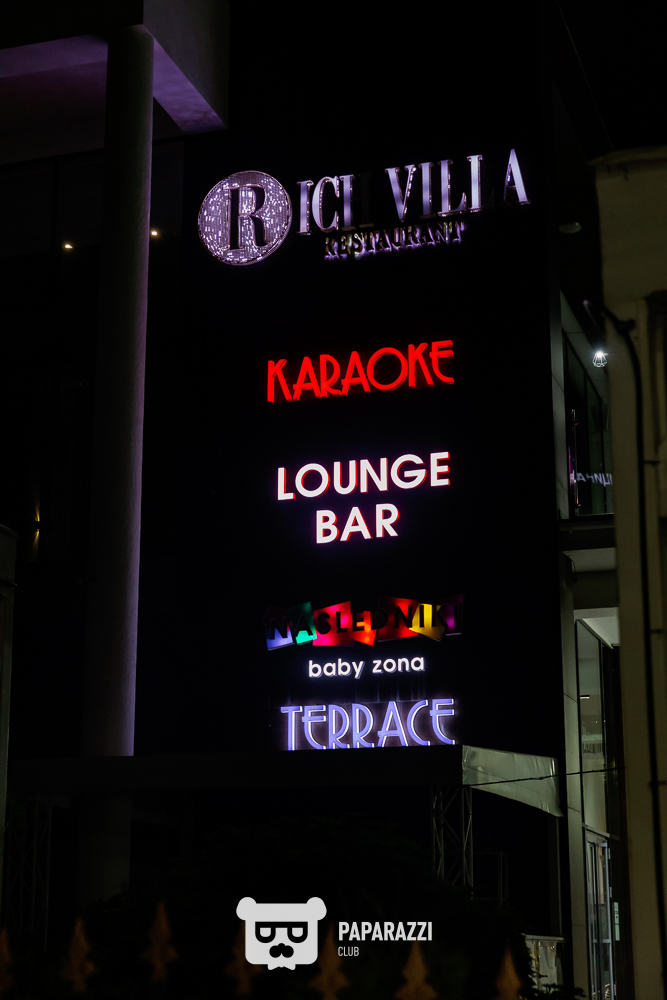 RICH VILLA
RESTAURANT
KARAOKE
LOUNGE
BAR
NASLEDNIKI
baby zona
TERRACE
PAPARAZZI
CLUB